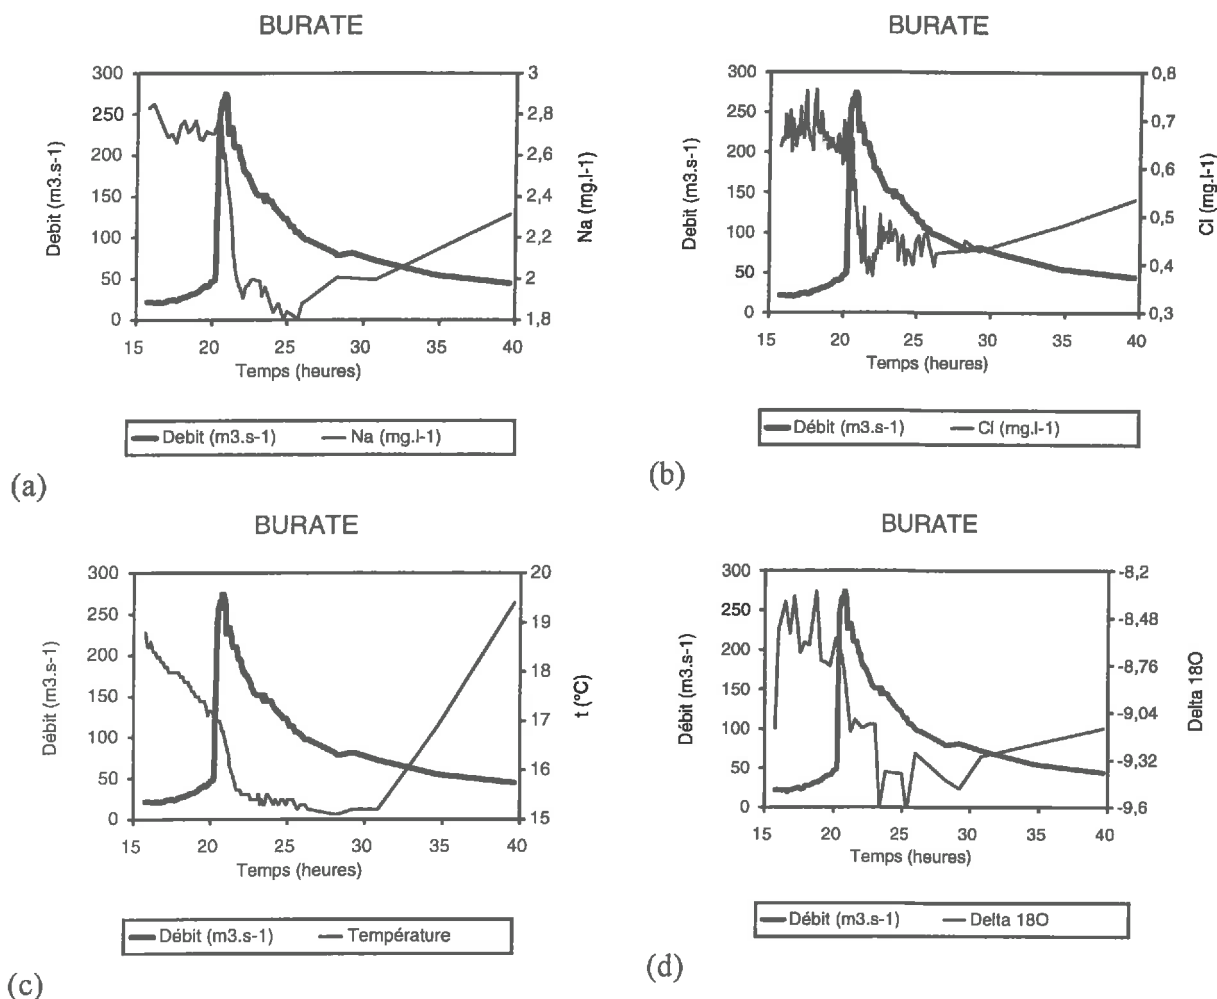 BURATE
Debit (m3.s-1)
300
250
200
150
100
50
0
3
2,8
2,6
2,4
2,2
2
1,8
Na (mg.l-1)
15 20 25 30 35 40
Temps (heures)
Debit (m3.s-1) Na (mg.l-1)
(a)
BURATE
Debit (m3.s-1)
300
250
200
150
100
50
0
0,8
0,7
0,6
0,5
0,4
0,3
Cl (mg.l-1)
15 20 25 30 35 40
Temps (heures)
Débit (m3.s-1) Cl (mg.l-1)
(b)
BURATE
Débit (m3.s-1)
300
250
200
150
100
50
0
20
19
18
17
16
15
t (°C)
15 20 25 30 35 40
Temps (heures)
Débit (m3.s-1) Température
(c)
BURATE
Débit (m3.s-1)
300
250
200
150
100
50
0
-8,2
-8,48
-8,76
-9,04
-9,32
-9,6
Delta 18O
15 20 25 30 35 40
Temps (heures)
Débit (m3.s-1) Delta 18O
(d)